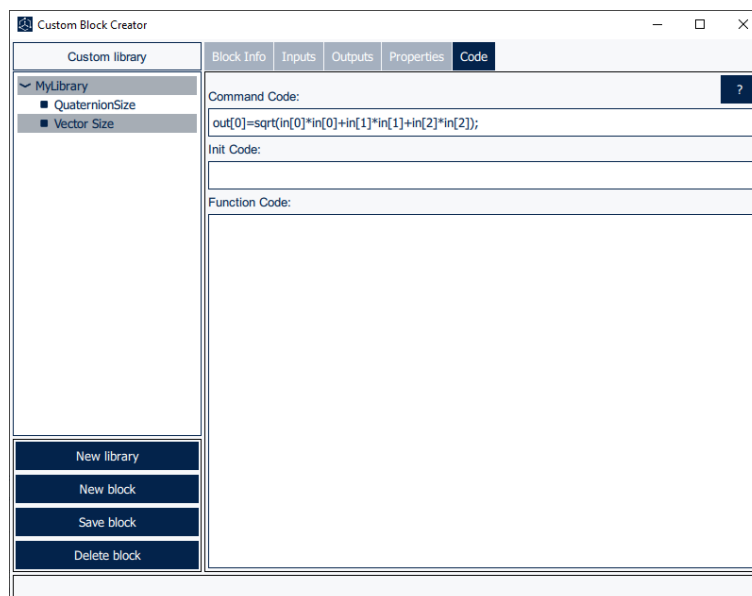 Custom Block Creator
Custom library
Block Info
Inputs
Outputs
Properties
Code
MyLibrary
QuaternionSize
Vector Size
?
Command Code:
out[0]=sqrt(in[0]*in[0]+in[1]*in[1]+in[2]*in[2]);
Init Code:
Function Code:
New library
New block
Save block
Delete block